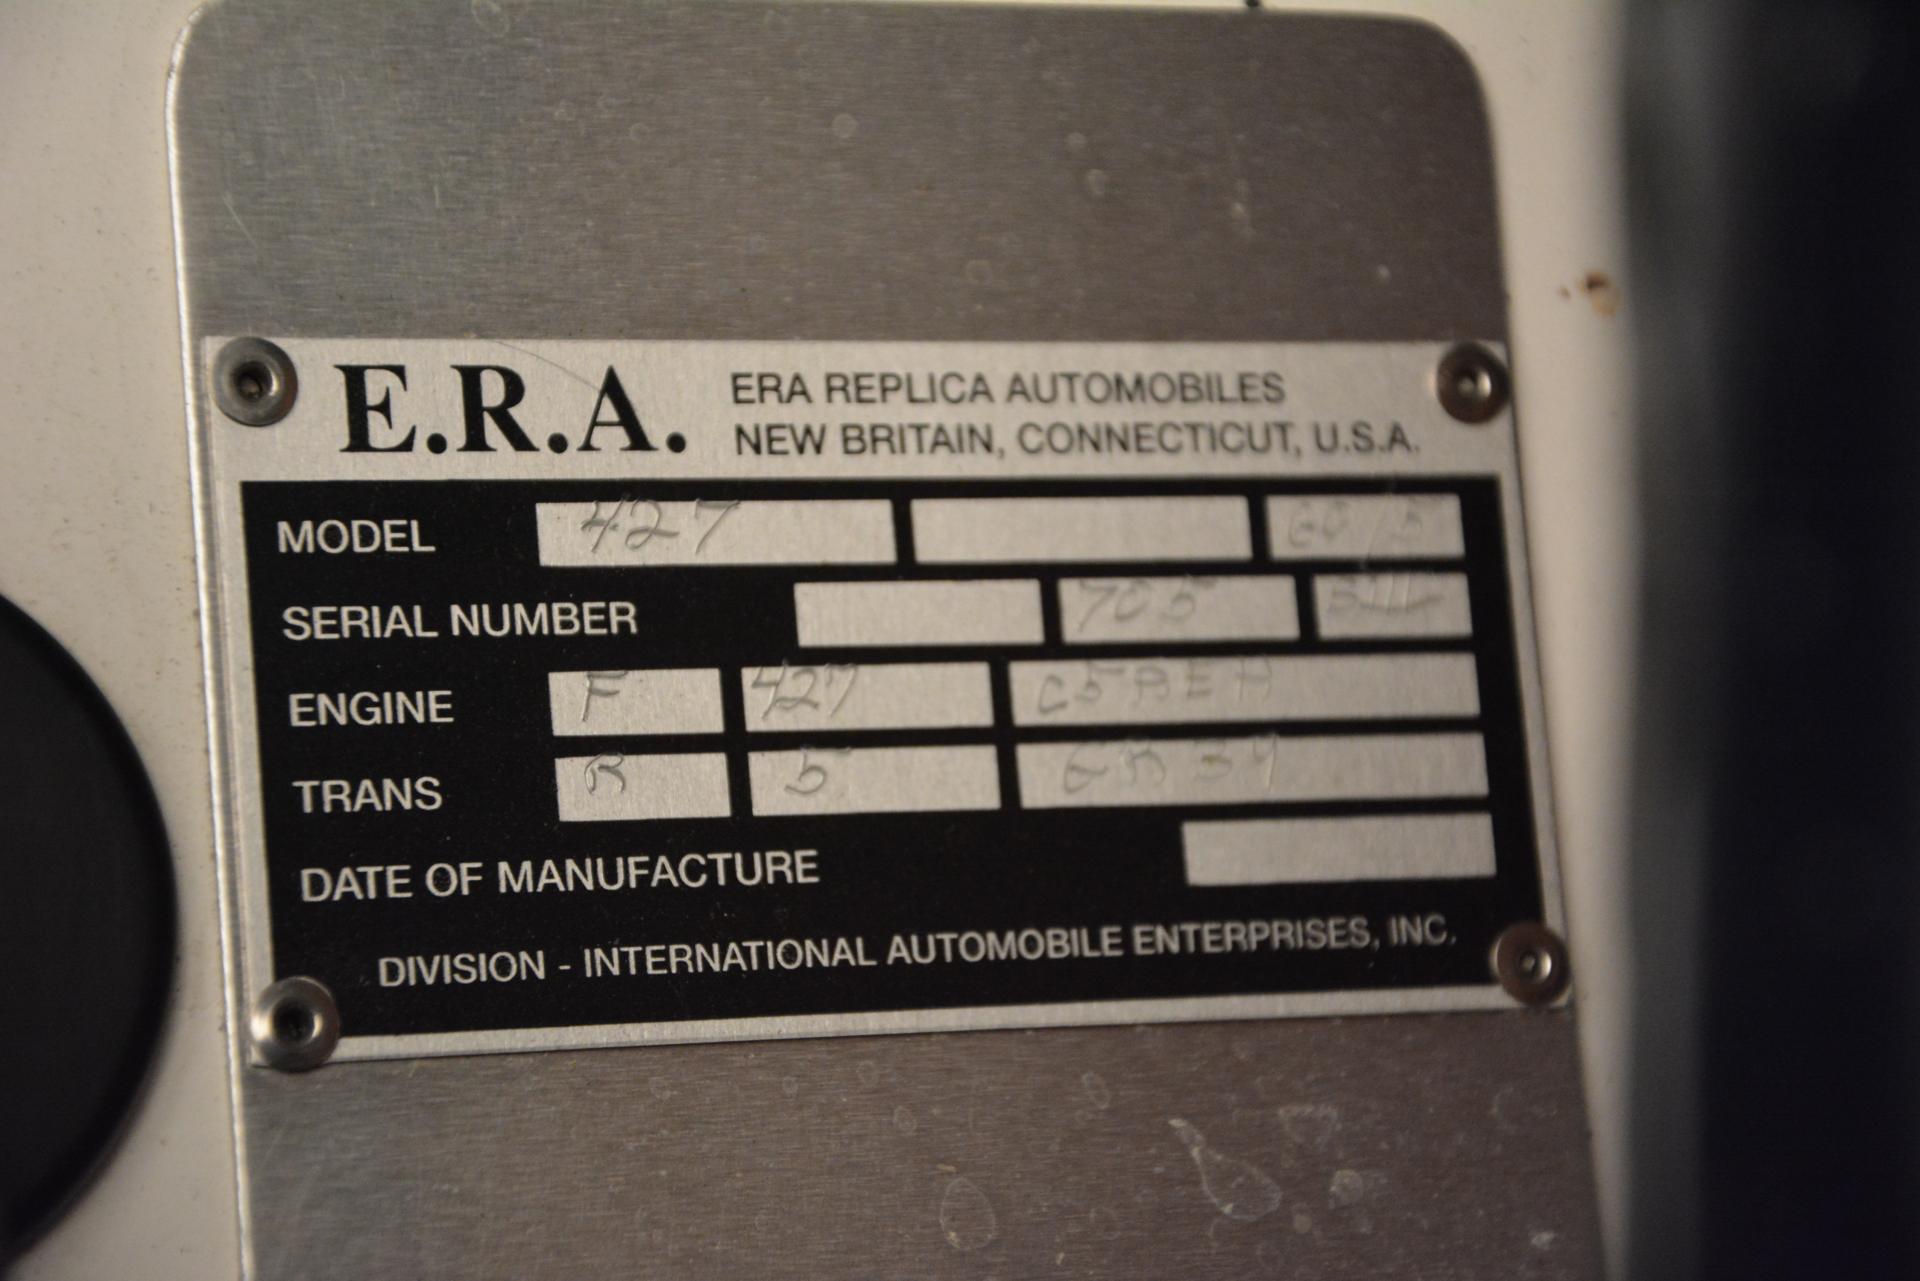 E.R.A. ERA REPLICA AUTOMOBILES
NEW BRITAIN, CONNECTICUT, U.S.A.
MODEL 427
SERIAL NUMBER 705
ENGINE F 427
TRANS 5
DATE OF MANUFACTURE
DIVISION - INTERNATIONAL AUTOMOBILE ENTERPRISES, INC.